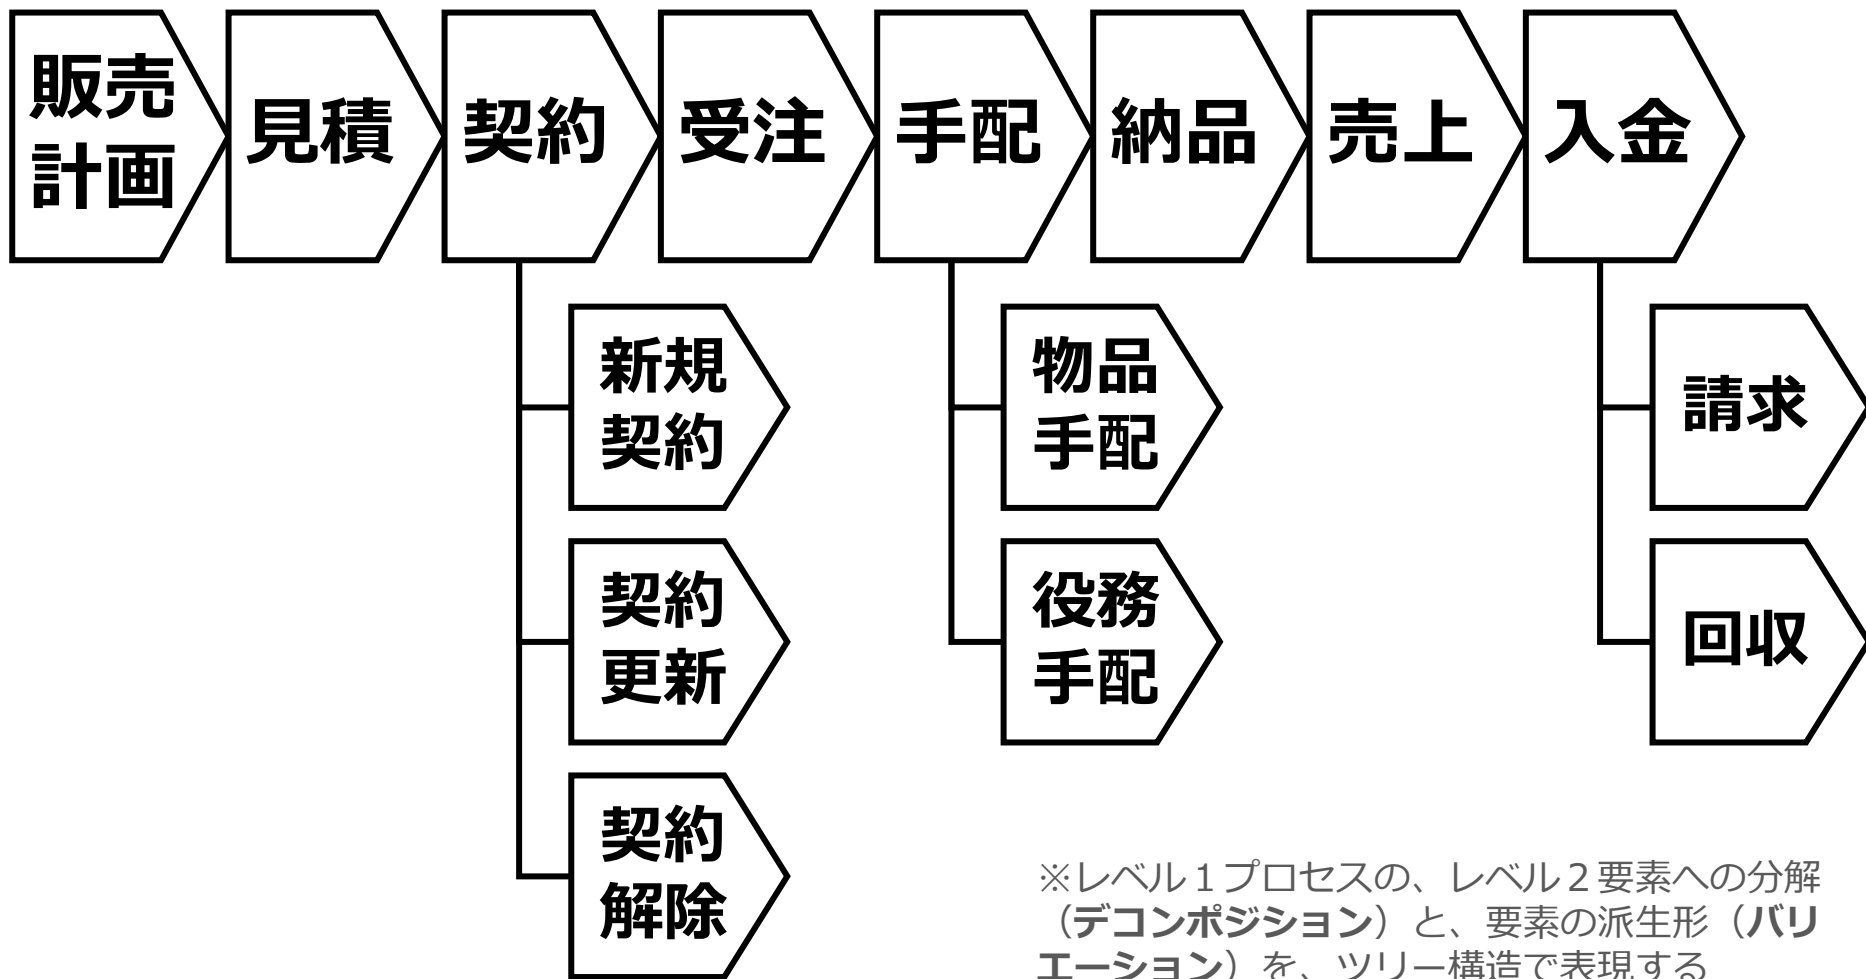 販売
計画
見積
契約
受注
手配
納品
売上
入金
新規
契約
物品
手配
請求
契約
更新
役務
手配
回収
契約
解除
※レベル１プロセスの、レベル２要素への分解
（デコンポジション）と、要素の派生形（バリ
エーション）を、ツリー構造で表現する